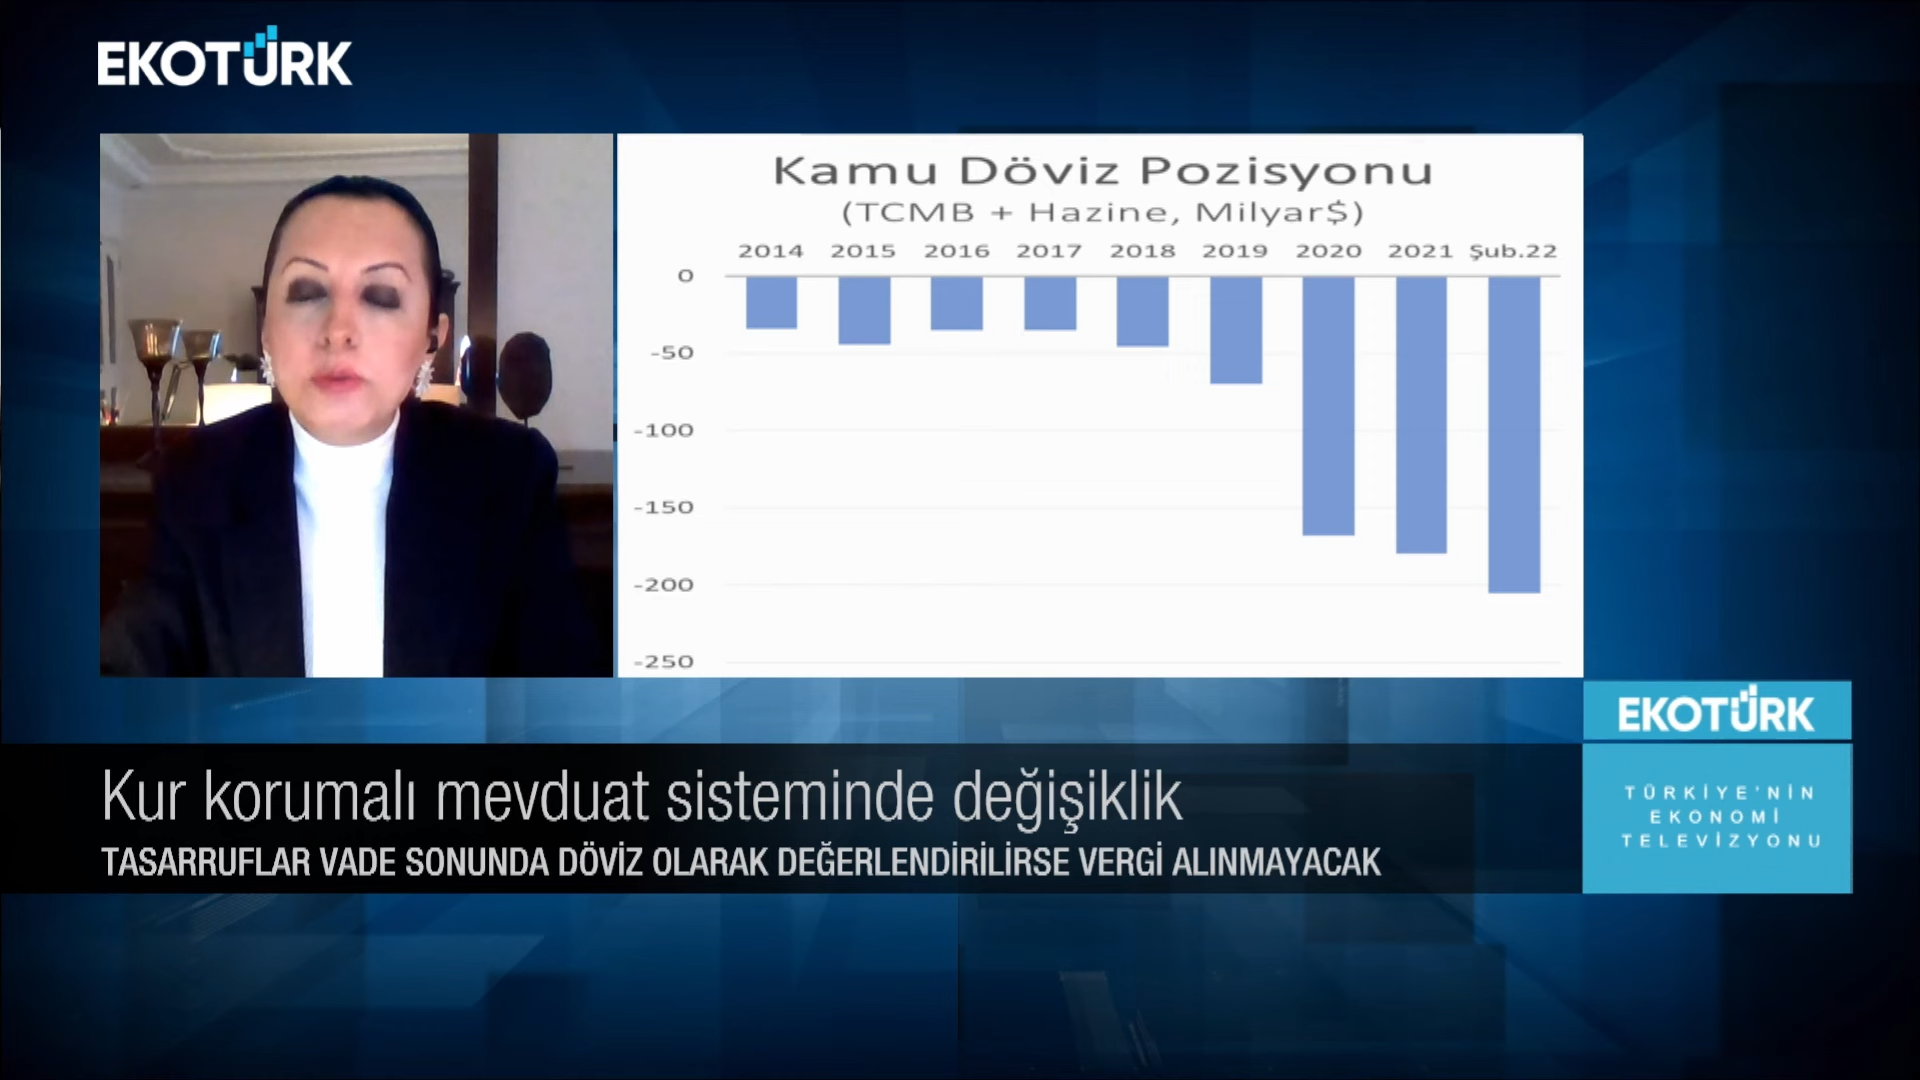 EKOTÜRK
Kamu Döviz Pozisyonu
(TCMB + Hazine, Milyar$)
2014 2015 2016 2017 2018 2019 2020 2021 Şub.22
0
-50
-100
-150
-200
-250
EKOTÜRK
TÜRKİYE'NİN
EKONOMİ
TELEVİZYONU
Kur korumalı mevduat sisteminde değişiklik
TASARRUFLAR VADE SONUNDA DÖVİZ OLARAK DEĞERLENDİRİLİRSE VERGİ ALINMAYACAK